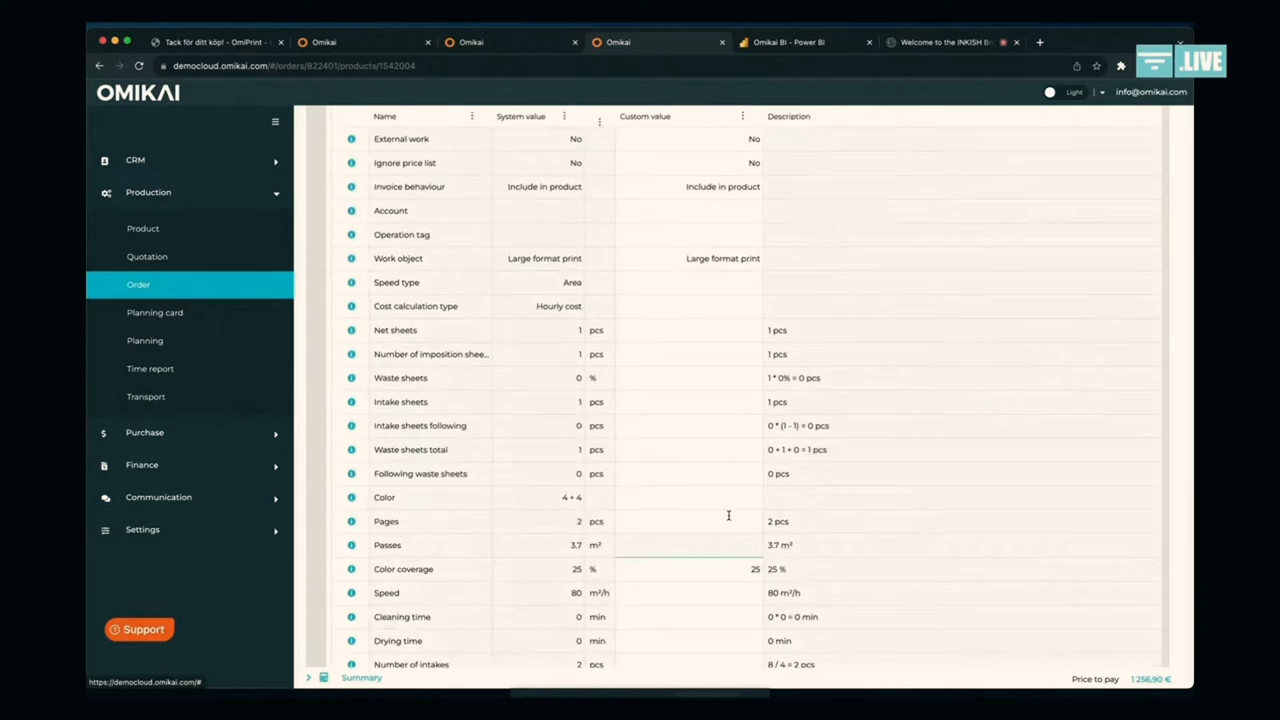 Tack för ditt köp! - OmiPrint - Omikai Omikai Omikai Omikai BI - Power BI Welcome to the INKISH Br
democloud.omikai.com/#/orders/822401/products/1542004
.LIVE
OMIKAI
Light info@omikai.com
CRM
Production
Product
Quotation
Order
Planning card
Planning
Time report
Transport
Purchase
Finance
Communication
Settings
Support
https://democloud.omikai.com/#
Name System value Custom value Description
External work No No
Ignore price list No No
Invoice behaviour Include in product Include in product
Account
Operation tag
Work object Large format print Large format print
Speed type Area
Cost calculation type Hourly cost
Net sheets 1 pcs 1 pcs
Number of imposition shee... 1 pcs 1 pcs
Waste sheets 0 % 1 * 0% = 0 pcs
Intake sheets 1 pcs 1 pcs
Intake sheets following 0 pcs 0 * (1 - 1) = 0 pcs
Waste sheets total 1 pcs 0 + 1 + 0 = 1 pcs
Following waste sheets 0 pcs 0 pcs
Color 4 + 4
Pages 2 pcs 2 pcs
Passes 3.7 m² 3.7 m²
Color coverage 25 % 25 25 %
Speed 80 m²/h 80 m²/h
Cleaning time 0 min 0 * 0 = 0 min
Drying time 0 min 0 min
Number of intakes 2 pcs 8 / 4 = 2 pcs
Summary Price to pay 1 256,90 €